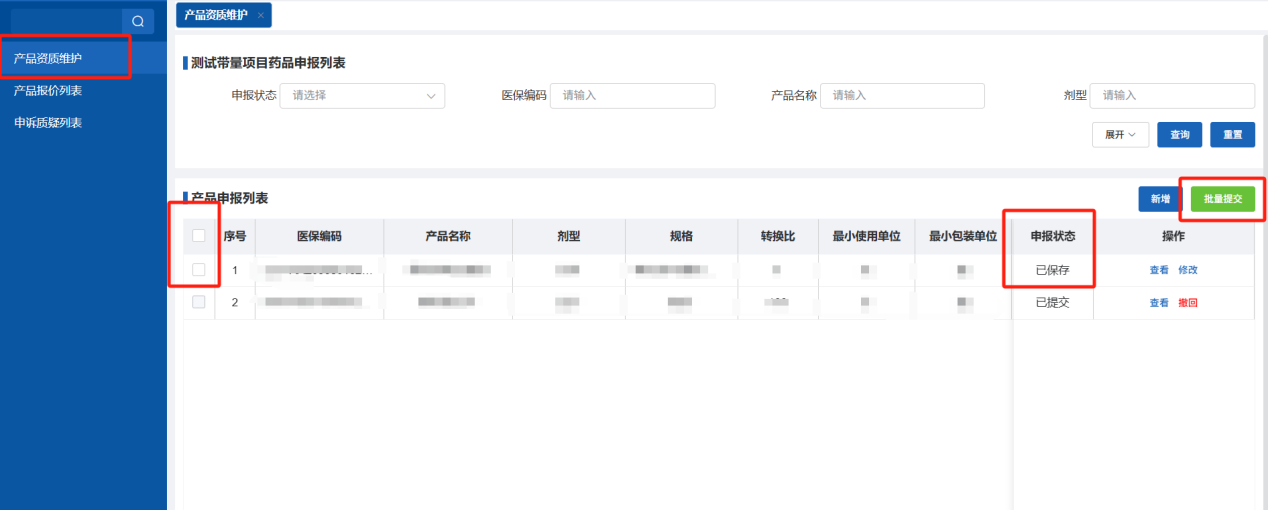 产品资质维护 ×
产品资质维护
产品报价列表
申诉质疑列表
测试带量项目药品申报列表
申报状态 请选择 医保编码 请输入 产品名称 请输入 剂型 请输入
展开 查询 重置
产品申报列表 新增 批量提交
序号 医保编码 产品名称 剂型 规格 转换比 最小使用单位 最小包装单位 申报状态 操作
1 已保存 查看 修改
2 已提交 查看 撤回